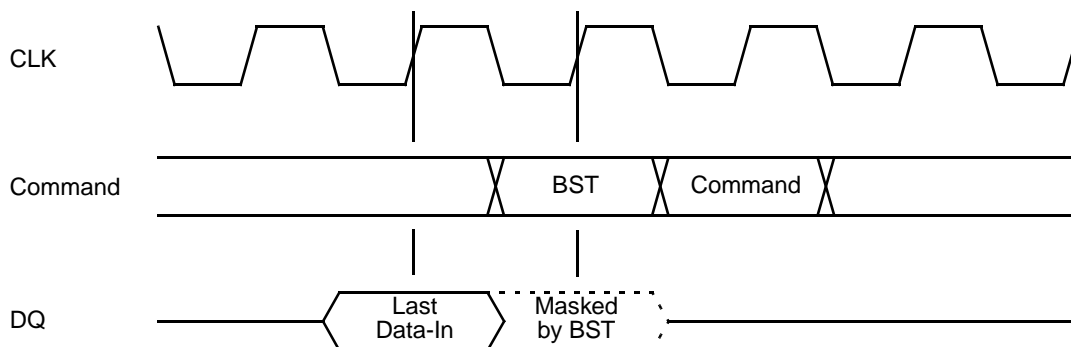 CLK
Command
BST
Command
DQ
Last
Data-In
Masked
by BST